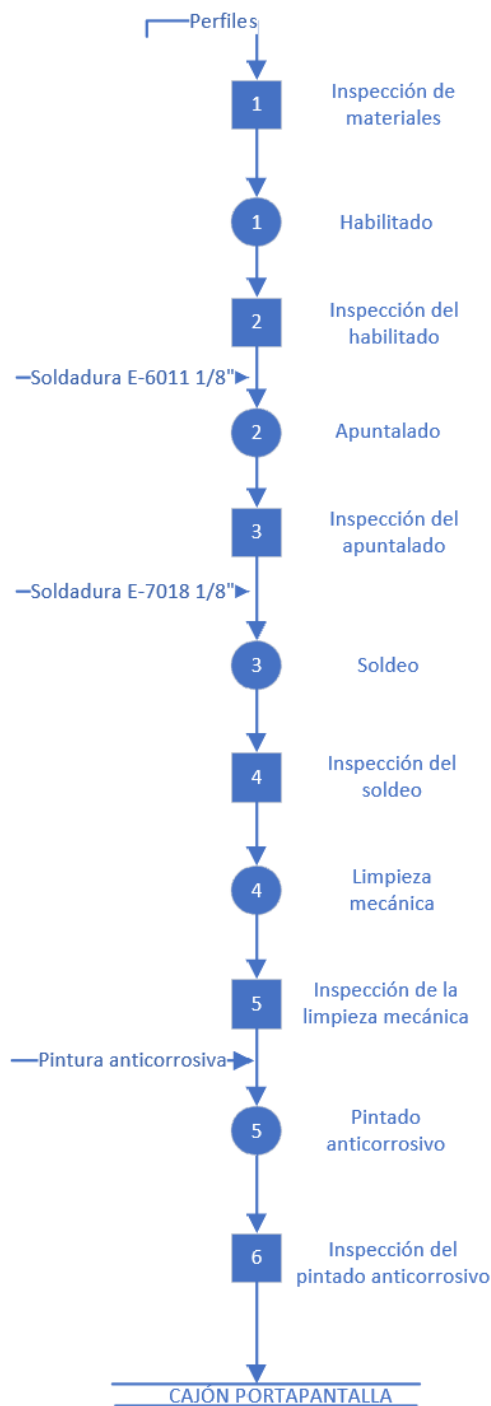 Perfiles
1
Inspección de
materiales
1
Habilitado
2
Inspección del
habilitado
Soldadura E-6011 1/8"
2
Apuntalado
3
Inspección del
apuntalado
Soldadura E-7018 1/8"
3
Soldeo
4
Inspección del
soldeo
4
Limpieza
mecánica
5
Inspección de la
limpieza mecánica
Pintura anticorrosiva
5
Pintado
anticorrosivo
6
Inspección del
pintado anticorrosivo
CAJÓN PORTAPANTALLA